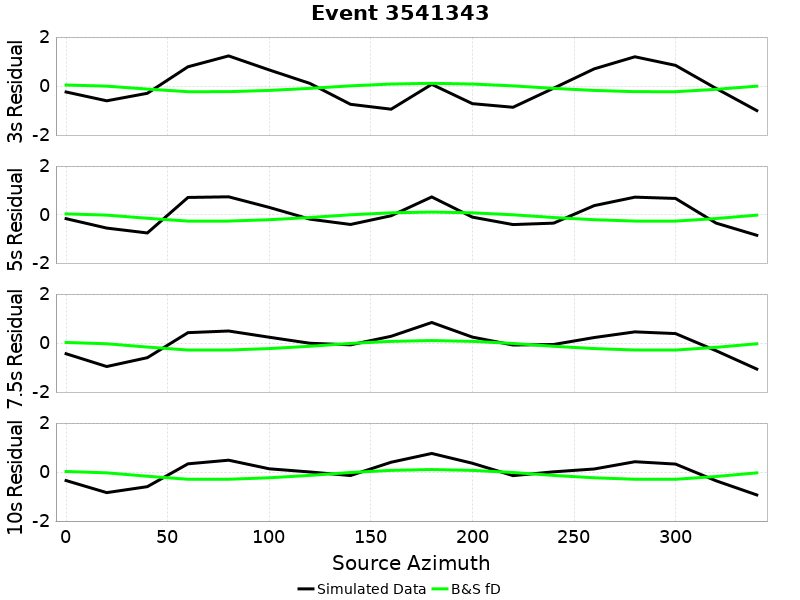 Event 3541343
3s Residual
2
0
-2
5s Residual
2
0
-2
7.5s Residual
2
0
-2
10s Residual
2
0
-2
0 50 100 150 200 250 300
Source Azimuth
Simulated Data B&S fD